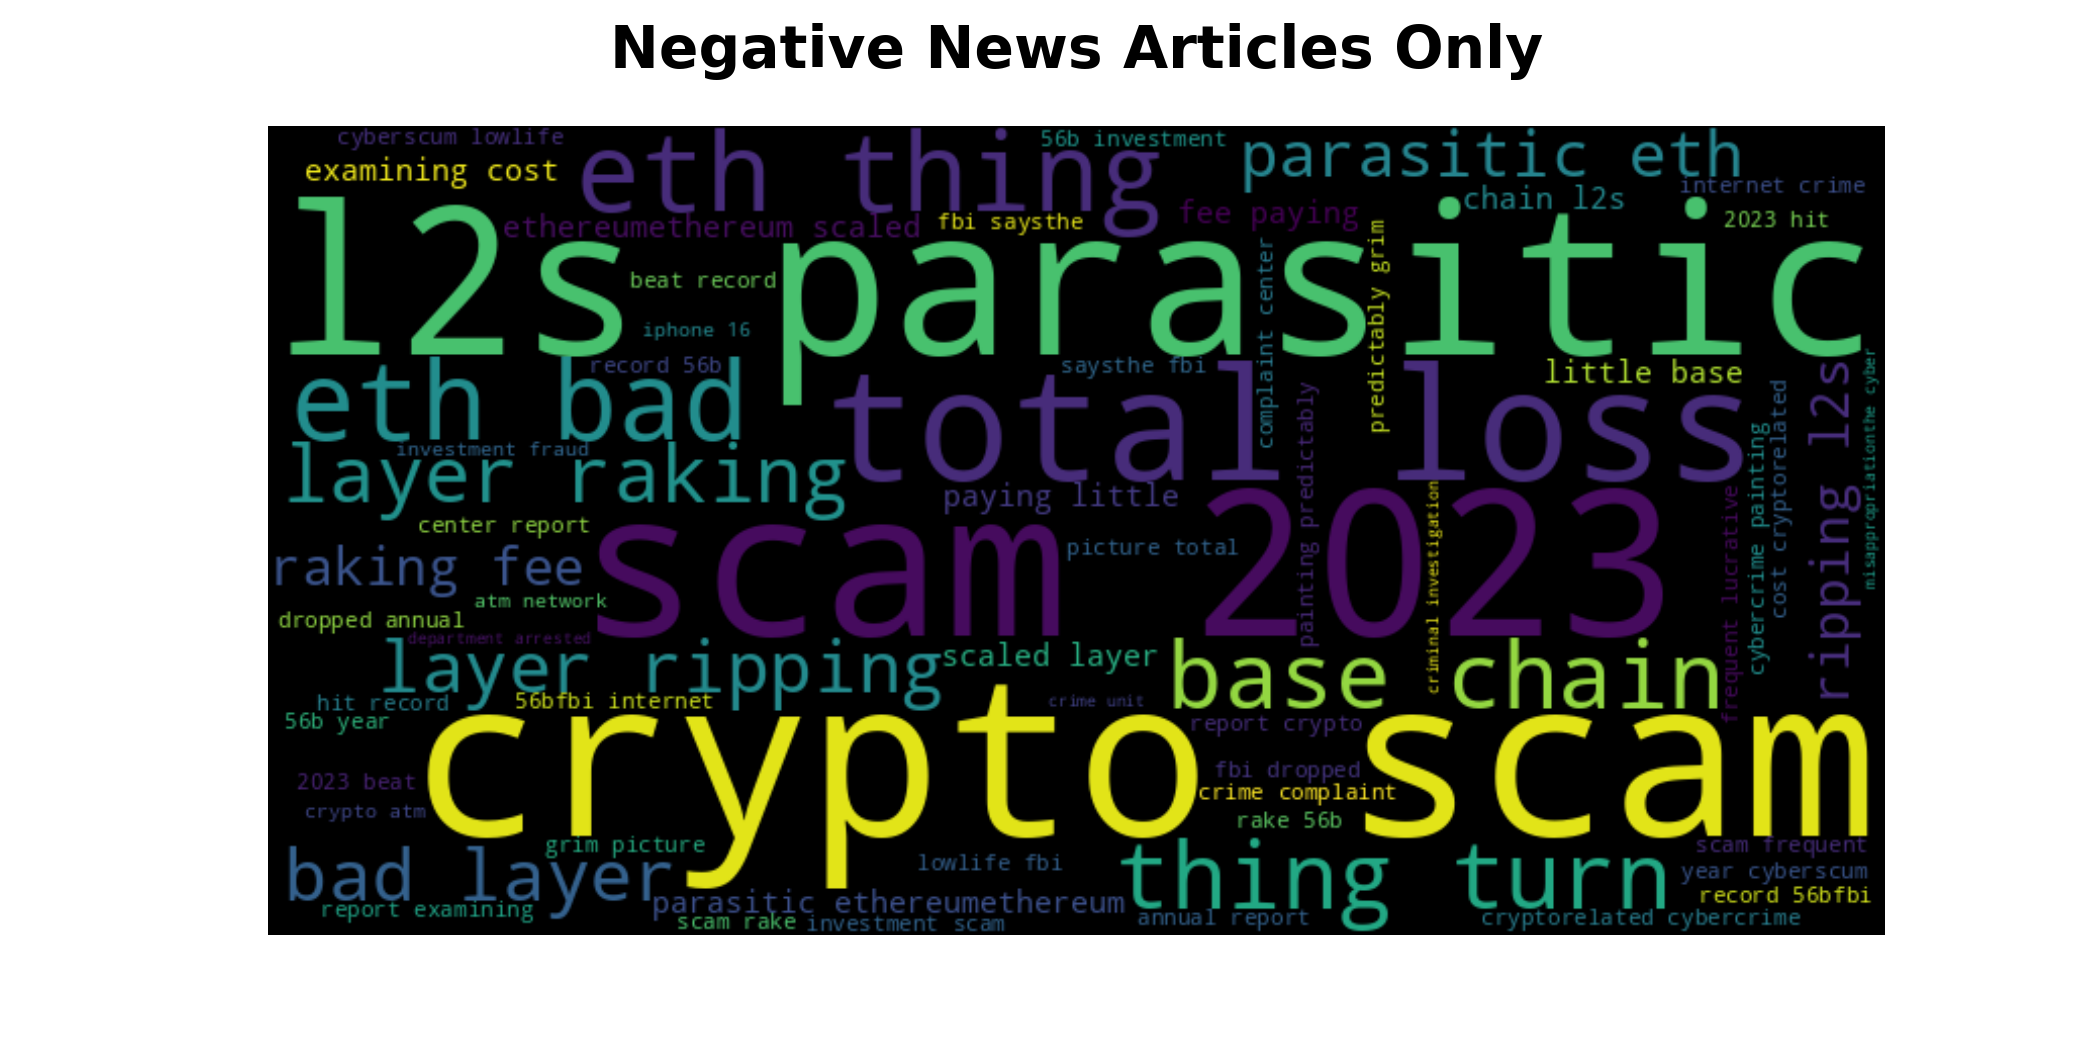 Negative News Articles Only
cyberscum lowlife
examining cost
eth thing
56b investment
parasitic eth
internet crime
chain l2s
2023 hit
ethereumethereum scaled
fbi saysthe
fee paying
l2s parasitic
beat record
iphone 16
complaint center
predictably grim
record 56b
saysthe fbi
little base
eth bad
total loss
investment fraud
layer raking
paying little
painting predictably
criminal investigation
frequent lucrative
cybercrime painting
cost cryptorelated
ripping l2s
misappropriationthe cyber
center report
scam 2023
picture total
raking fee
atm network
dropped annual
department arrested
layer ripping
scaled layer
base chain
hit record
56bfbi internet
crime unit
56b year
report crypto
crypto scam
2023 beat
fbi dropped
crime complaint
crypto atm
rake 56b
grim picture
scam frequent
bad layer
lowlife fbi
thing turn
year cyberscum
record 56bfbi
report examining
parasitic ethereumethereum
scam rake
investment scam
annual report
cryptorelated cybercrime